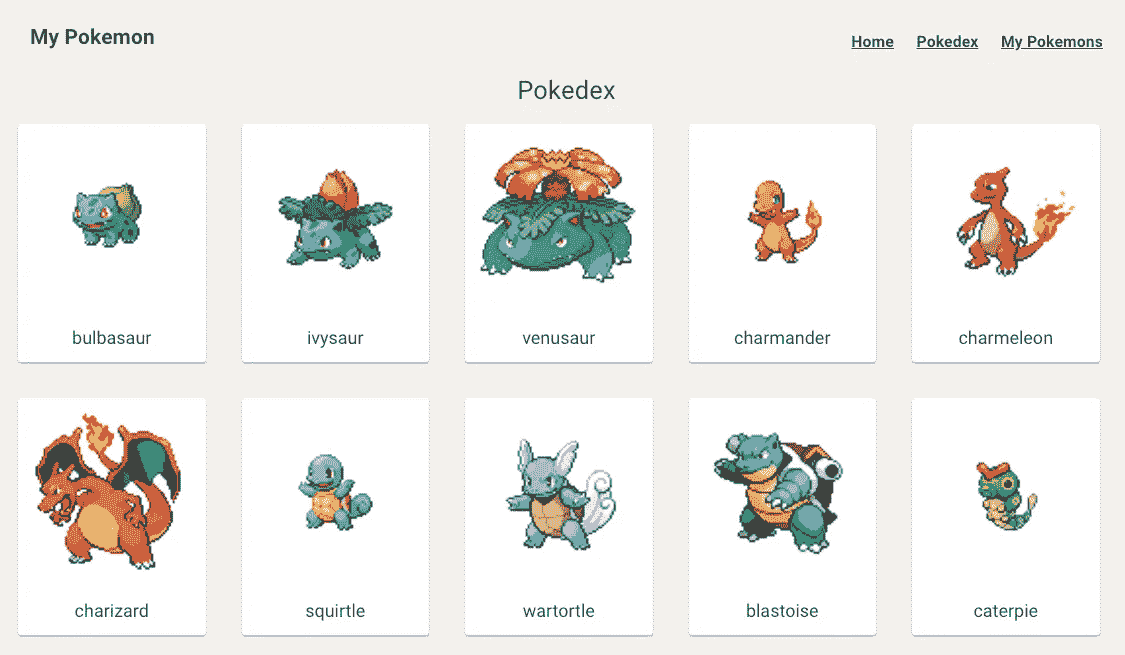 My Pokemon
Home Pokedex My Pokemons
Pokedex
bulbasaur ivysaur venusaur charmander charmeleon
charizard squirtle wartortle blastoise caterpie